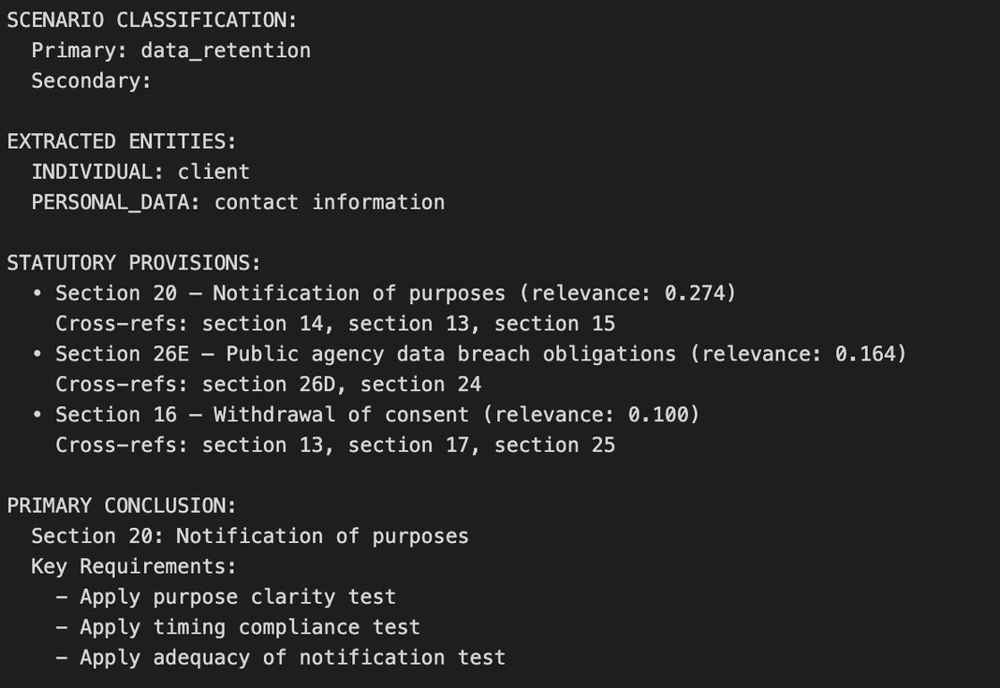 SCENARIO CLASSIFICATION:
Primary: data_retention
Secondary:
EXTRACTED ENTITIES:
INDIVIDUAL: client
PERSONAL_DATA: contact information
STATUTORY PROVISIONS:
• Section 20 – Notification of purposes (relevance: 0.274)
Cross-refs: section 14, section 13, section 15
• Section 26E – Public agency data breach obligations (relevance: 0.164)
Cross-refs: section 26D, section 24
• Section 16 – Withdrawal of consent (relevance: 0.100)
Cross-refs: section 13, section 17, section 25
PRIMARY CONCLUSION:
Section 20: Notification of purposes
Key Requirements:
- Apply purpose clarity test
- Apply timing compliance test
- Apply adequacy of notification test